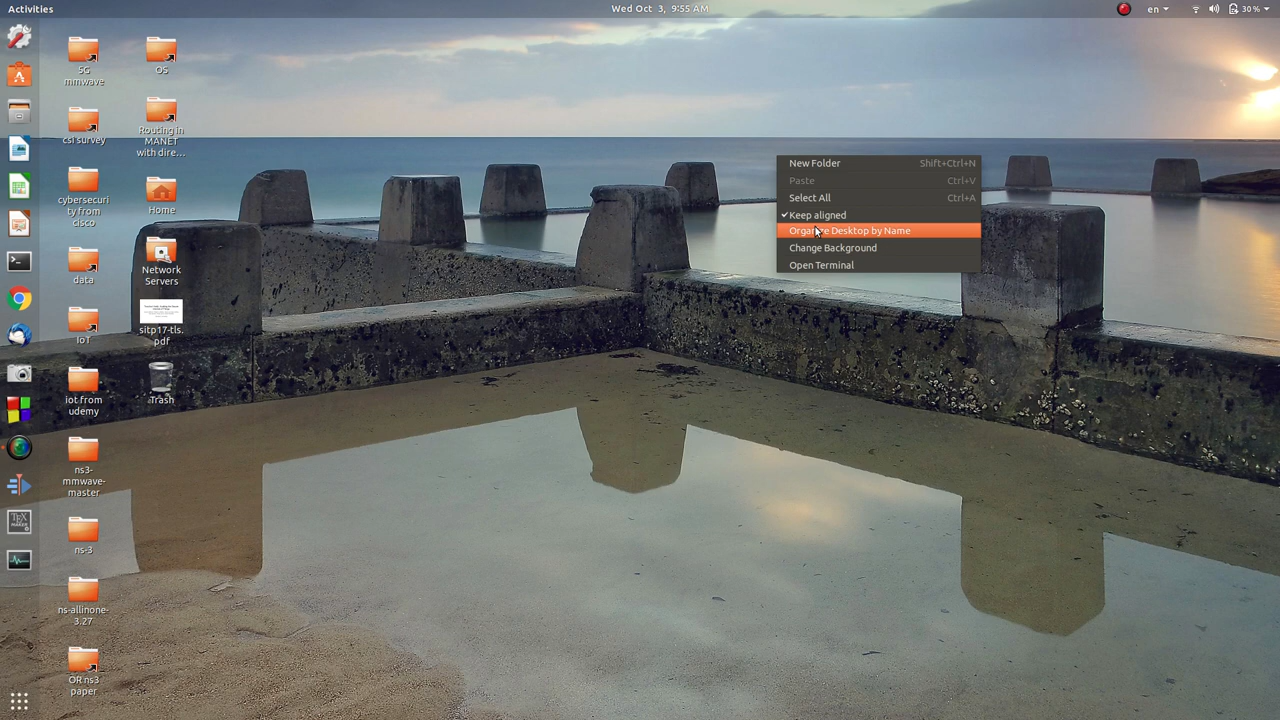 Activities
Wed Oct 3, 9:55 AM
en
30%
5G
mmwave
OS
csi survey
Routing in
MANET
with dire...
cybersecuri
ty from
cisco
Home
data
Network
Servers
IoT
sitp17-tls.
pdf
iot from
udemy
Trash
ns3-
mmwave-
master
ns-3
ns-allinone-
3.27
OR ns3
paper
New Folder Shift+Ctrl+N
Paste Ctrl+V
Select All Ctrl+A
Keep aligned
Organize Desktop by Name
Change Background
Open Terminal
TEX
MAKER